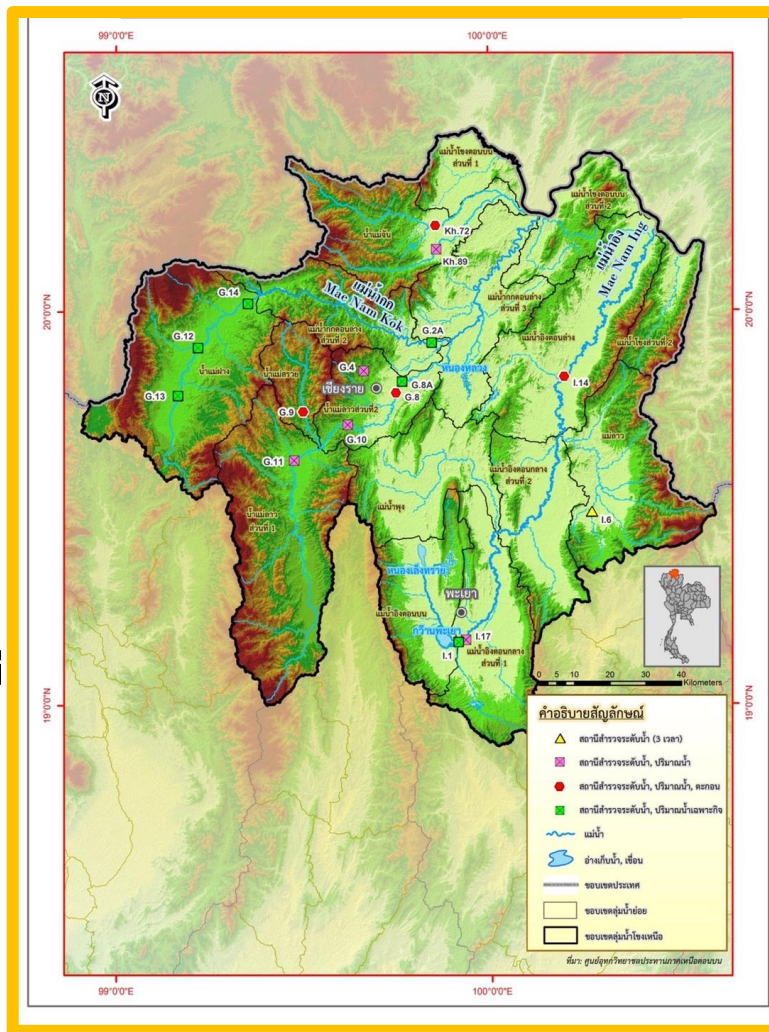 99°0'0"E
100°0'0"E
N
แม่น้ำโขงตอนบน
ส่วนที่ 1
แม่น้ำโขงตอนบน
ส่วนที่ 2
น้ำแม่จัน
Kh.72
Kh.89
แม่น้ำอิง
Mae Nam Ing
แม่น้ำกก
Mae Nam Kok
G.14
20°0'0"N
20°0'0"N
แม่น้ำกกตอนล่าง
ส่วนที่ 3
แม่น้ำกกตอนล่าง
ส่วนที่ 2
G.12
G.2A
แม่น้ำอิงตอนล่าง
แม่น้ำโขงส่วนที่ 2
น้ำแม่ฝาง
น้ำแม่สรวย
G.4
หนองหลวง
I.14
G.13
เชียงราย
G.8A
G.8
G.9
น้ำแม่ลาวส่วนที่2
G.10
แม่ลาว
G.11
แม่น้ำอิงตอนกลาง
ส่วนที่ 2
แม่น้ำพุง
I.6
น้ำแม่ลาว
ส่วนที่ 1
หนองเล็งทราย
พะเยา
แม่น้ำอิงตอนบน
กว๊านพะเยา
I.17
I.1
แม่น้ำอิงตอนกลาง
ส่วนที่ 1
0 5 10 20 30 40
Kilometers
19°0'0"N
19°0'0"N
คำอธิบายสัญลักษณ์
สถานีสำรวจระดับน้ำ (3 เวลา)
สถานีสำรวจระดับน้ำ, ปริมาณน้ำ
สถานีสำรวจระดับน้ำ, ปริมาณน้ำ, ตะกอน
สถานีสำรวจระดับน้ำ, ปริมาณน้ำเฉพาะกิจ
แม่น้ำ
อ่างเก็บน้ำ, เขื่อน
ขอบเขตประเทศ
ขอบเขตลุ่มน้ำย่อย
ขอบเขตลุ่มน้ำโขงเหนือ
ที่มา: ศูนย์อุทกวิทยาชลประทานภาคเหนือตอนบน
99°0'0"E
100°0'0"E